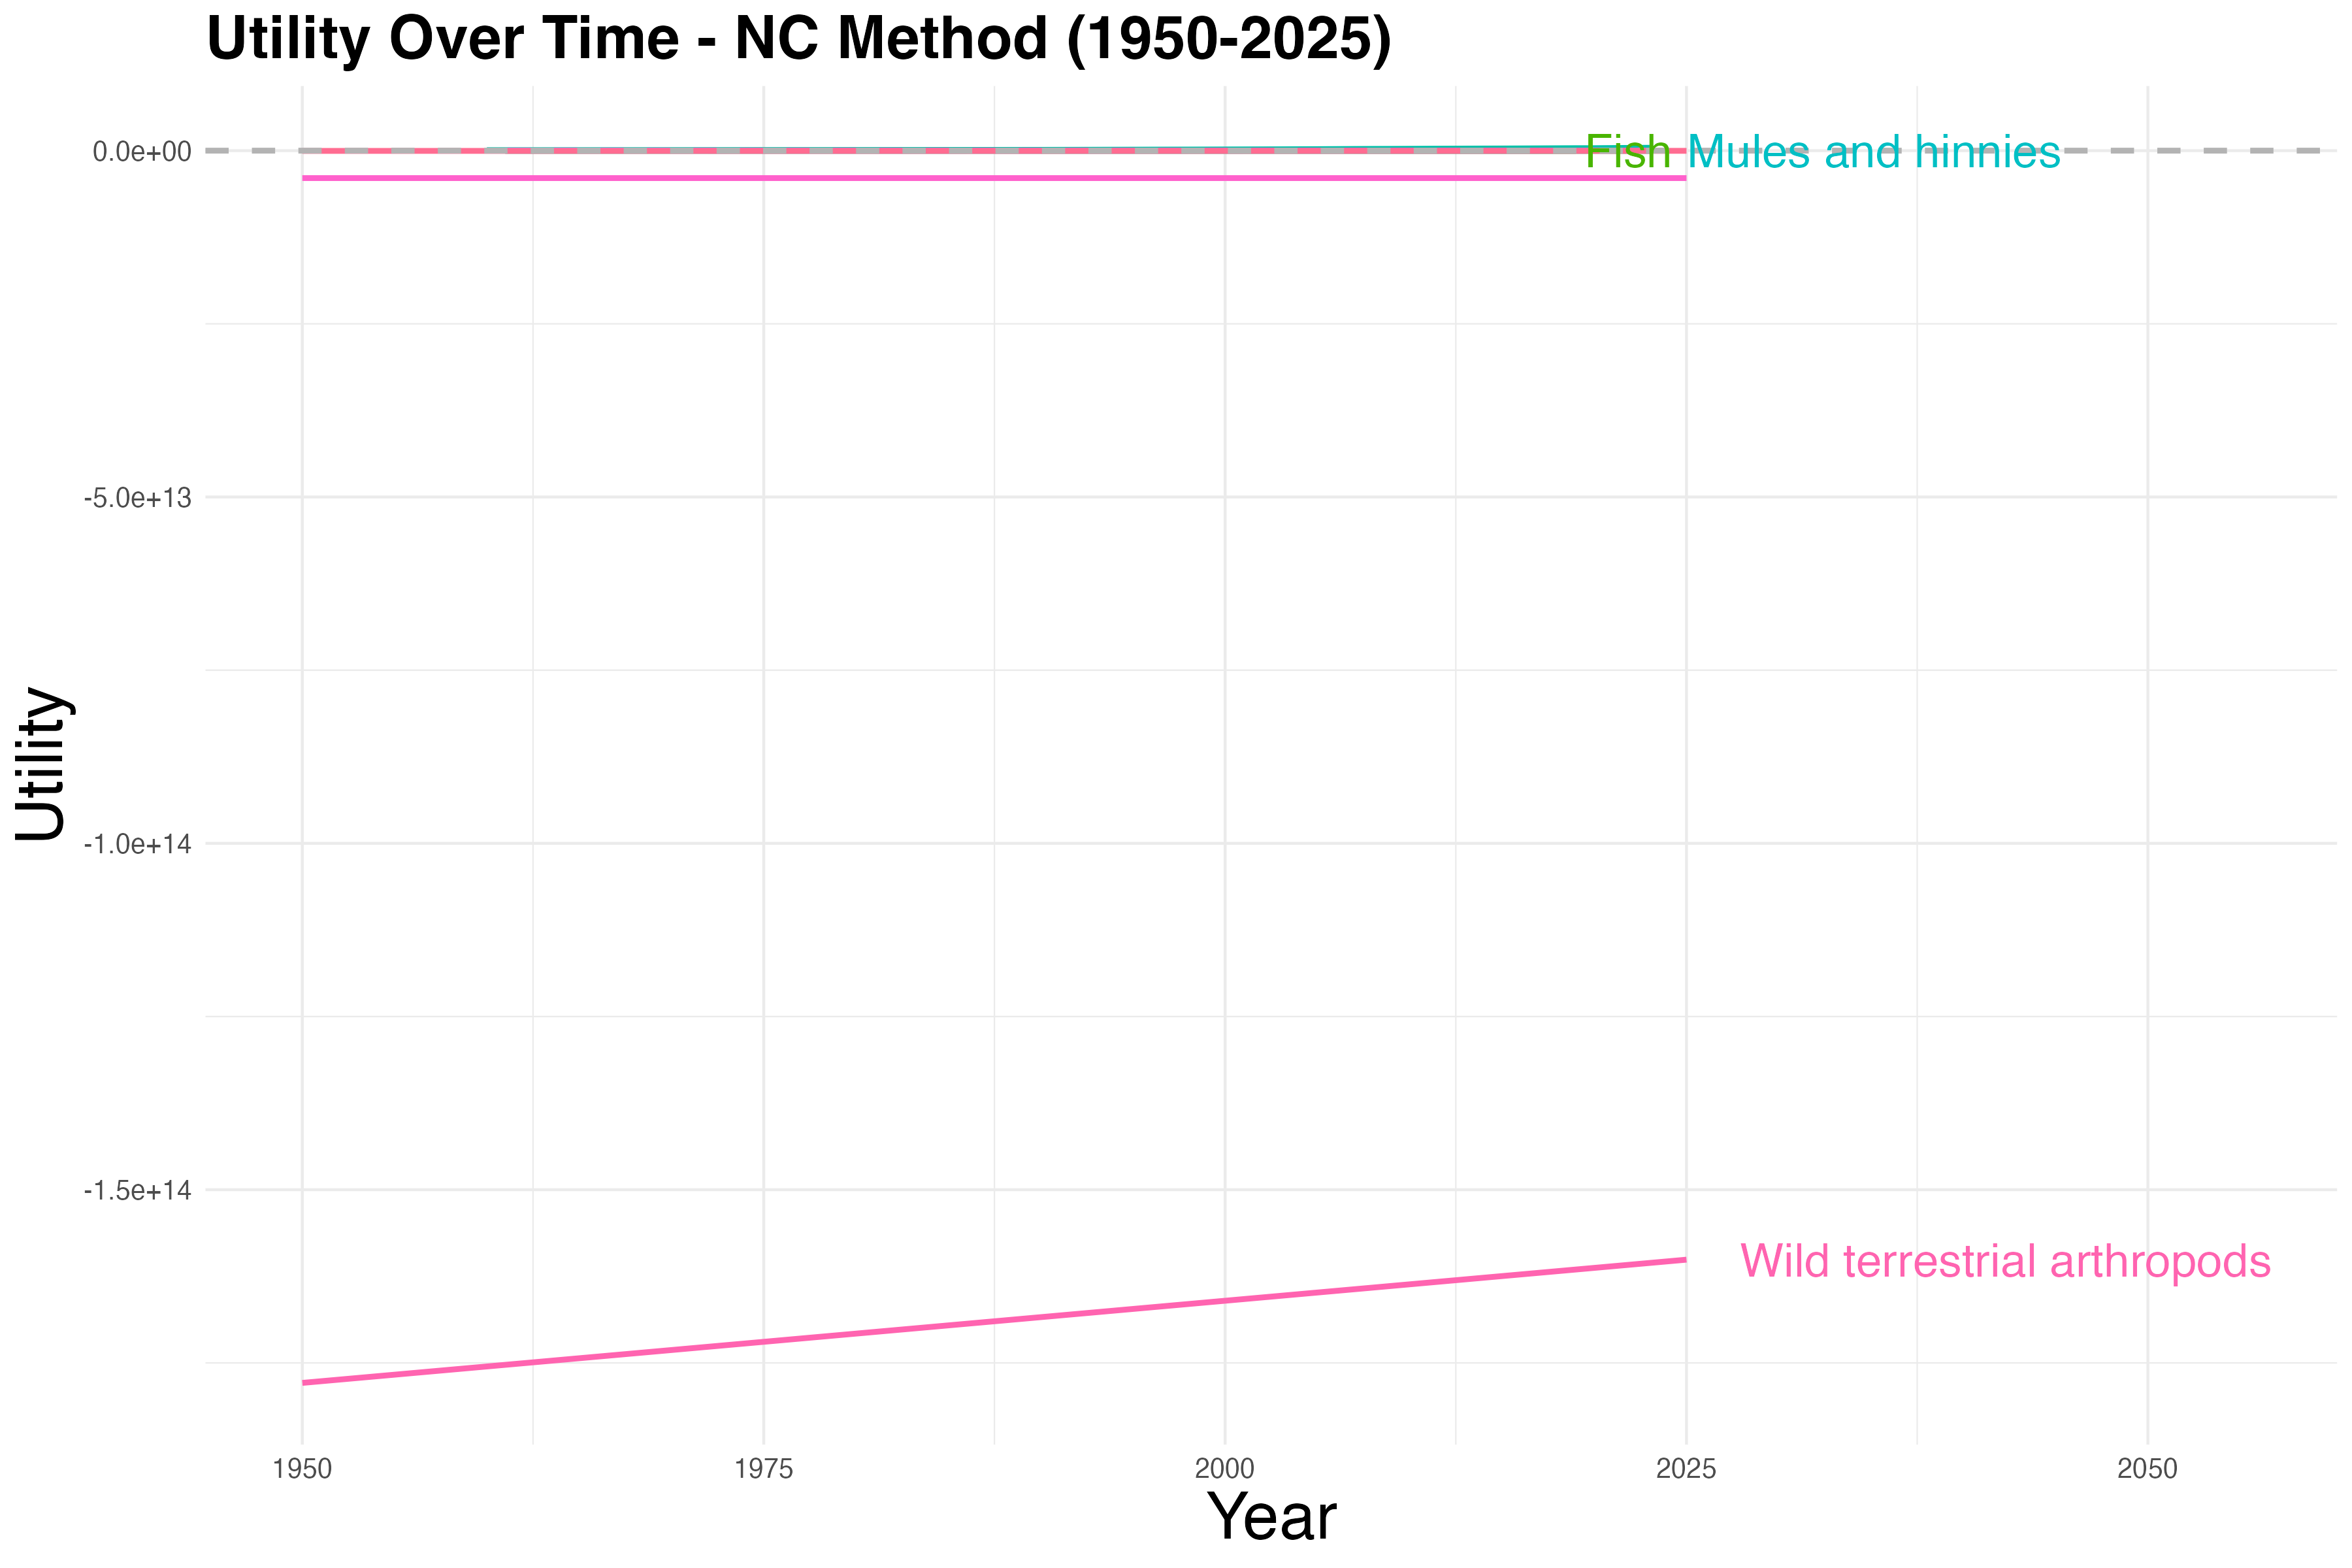 Utility Over Time - NC Method (1950-2025)
0.0e+00
Fish
Mules and hinnies
-5.0e+13
Utility
-1.0e+14
-1.5e+14
Wild terrestrial arthropods
1950
1975
2000
2025
2050
Year